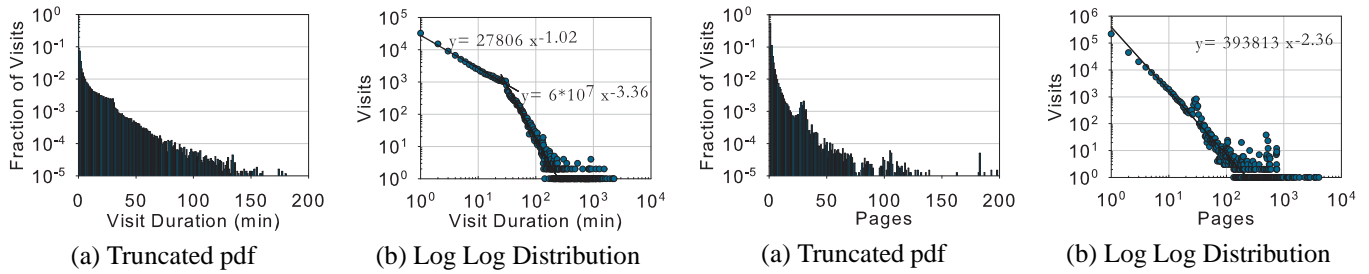 Fraction of Visits
10^0
10^-1
10^-2
10^-3
10^-4
10^-5
0 50 100 150 200
Visit Duration (min)
(a) Truncated pdf
Visits
10^5
10^4
10^3
10^2
10^1
10^0
y= 27806 x^-1.02
y= 6*10^7 x^-3.36
10^0 10^1 10^2 10^3 10^4
Visit Duration (min)
(b) Log Log Distribution
Fraction of Visits
10^0
10^-1
10^-2
10^-3
10^-4
10^-5
0 50 100 150 200
Pages
(a) Truncated pdf
Visits
10^6
10^5
10^4
10^3
10^2
10^1
10^0
y= 393813 x^-2.36
10^0 10^1 10^2 10^3 10^4
Pages
(b) Log Log Distribution